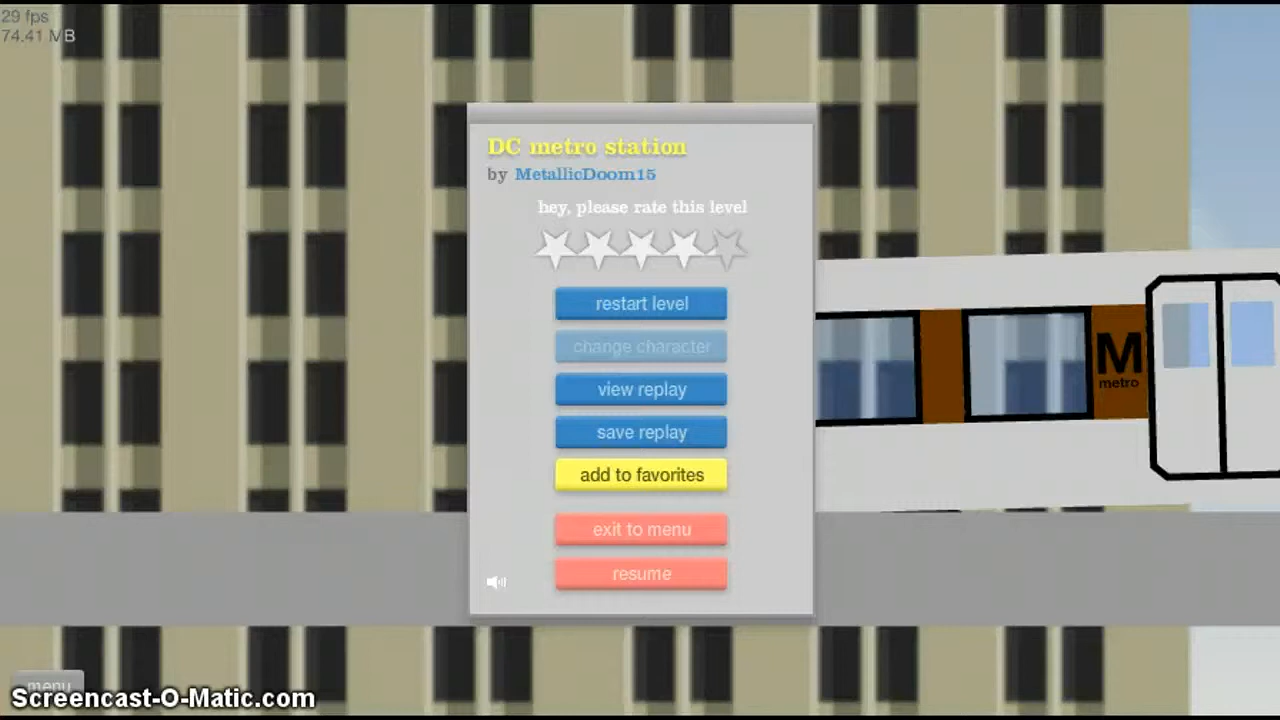 29 fps
74.41 MB
DC metro station
by MetallicDoom15
hey, please rate this level
restart level
change character
view replay
save replay
add to favorites
exit to menu
resume
M
metro
menu
Screencast-O-Matic.com